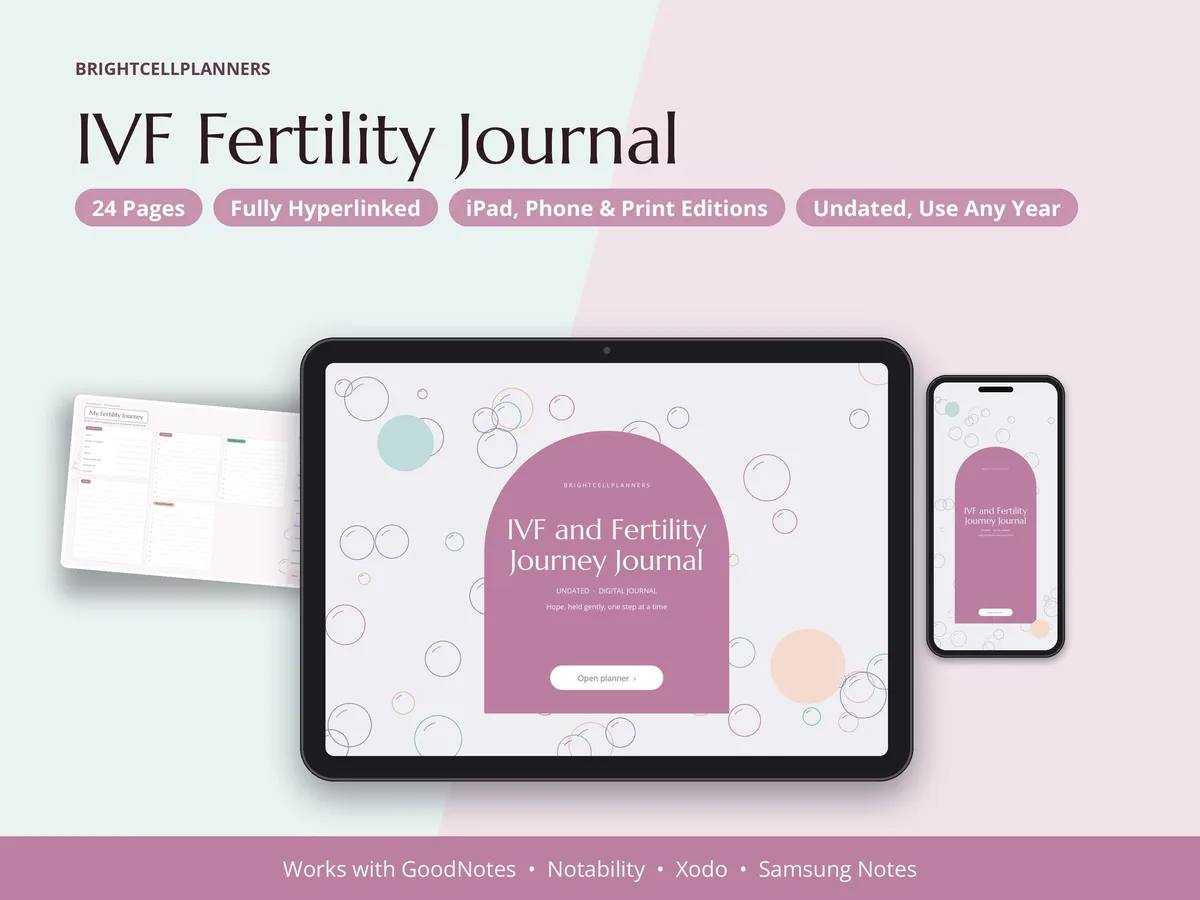 BRIGHTCELLPLANNERS
IVF Fertility Journal
24 Pages
Fully Hyperlinked
iPad, Phone & Print Editions
Undated, Use Any Year
My Fertility Journey
BRIGHTCELLPLANNERS
IVF and Fertility
Journey Journal
UNDATED · DIGITAL JOURNAL
Hope, held gently, one step at a time
Open planner ›
IVF and Fertility
Journey Journal
Works with GoodNotes • Notability • Xodo • Samsung Notes